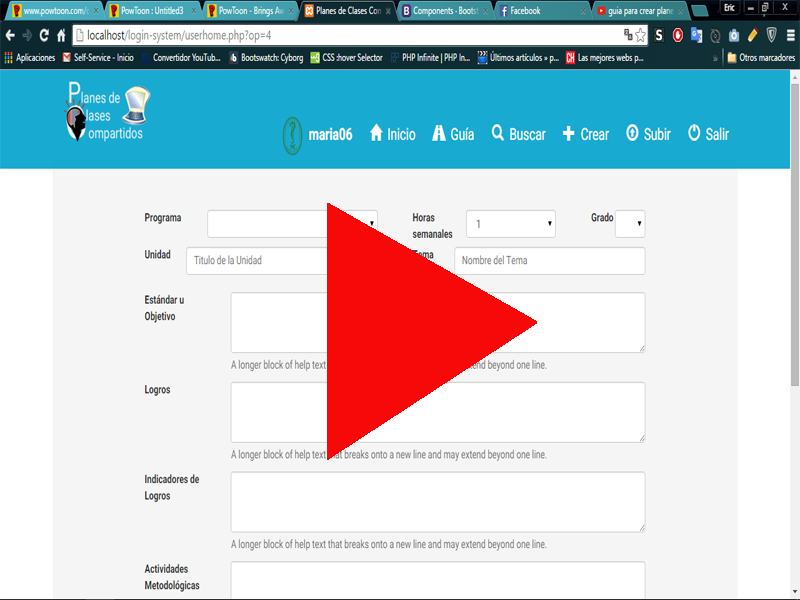 www.powtoon.com/c
PowToon : Untitled3
PowToon - Brings Aw
Planes de Clases Con
Components · Bootst
Facebook
guia para crear plane
Eric
localhost/login-system/userhome.php?op=4
Aplicaciones
Self-Service - Inicio
Convertidor YouTub...
Bootswatch: Cyborg
CSS :hover Selector
PHP Infinite | PHP In...
Últimos artículos » p...
Las mejores webs p...
»
Otros marcadores
Planes de
Clases
Compartidos
maria06
Inicio
Guía
Buscar
Crear
Subir
Salir
Programa
Horas
semanales
1
Grado
Unidad
Titulo de la Unidad
Nombre del Tema
Estándar u
Objetivo
A longer block of help text
end beyond one line.
Logros
A longer block of help text that breaks onto a new line and may extend beyond one line.
Indicadores de
Logros
A longer block of help text that breaks onto a new line and may extend beyond one line.
Actividades
Metodológicas